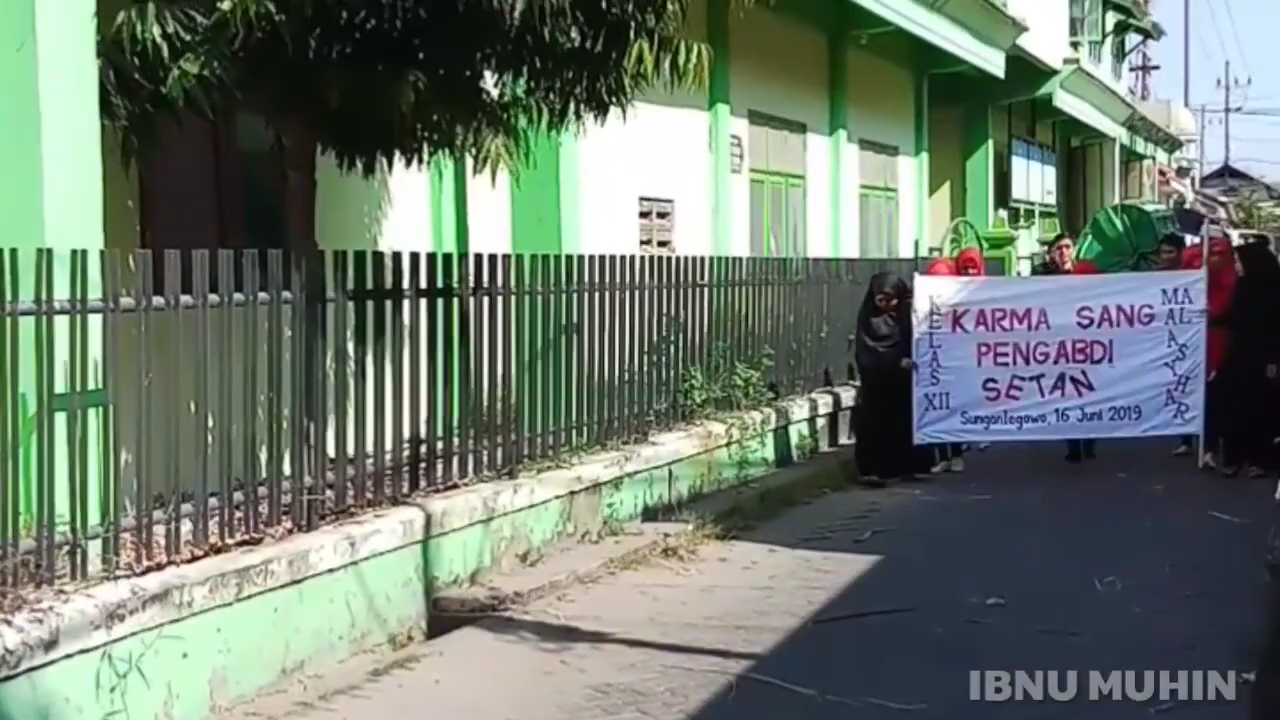 KELAS XII
KARMA SANG
PENGABDI
SETAN
Sungonlegowo, 16 Juni 2019
MA AL ASYHAR
IBNU MUHIN